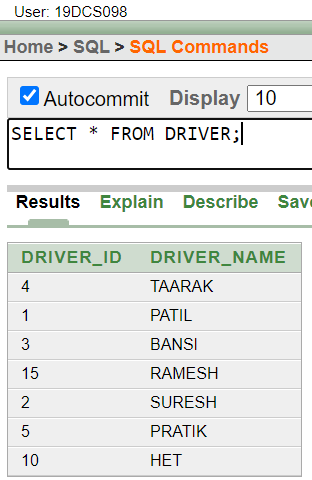 User: 19DCS098
Home > SQL > SQL Commands
Autocommit Display 10
SELECT * FROM DRIVER;
Results Explain Describe
DRIVER_ID DRIVER_NAME
4 TAARAK
1 PATIL
3 BANSI
15 RAMESH
2 SURESH
5 PRATIK
10 HET